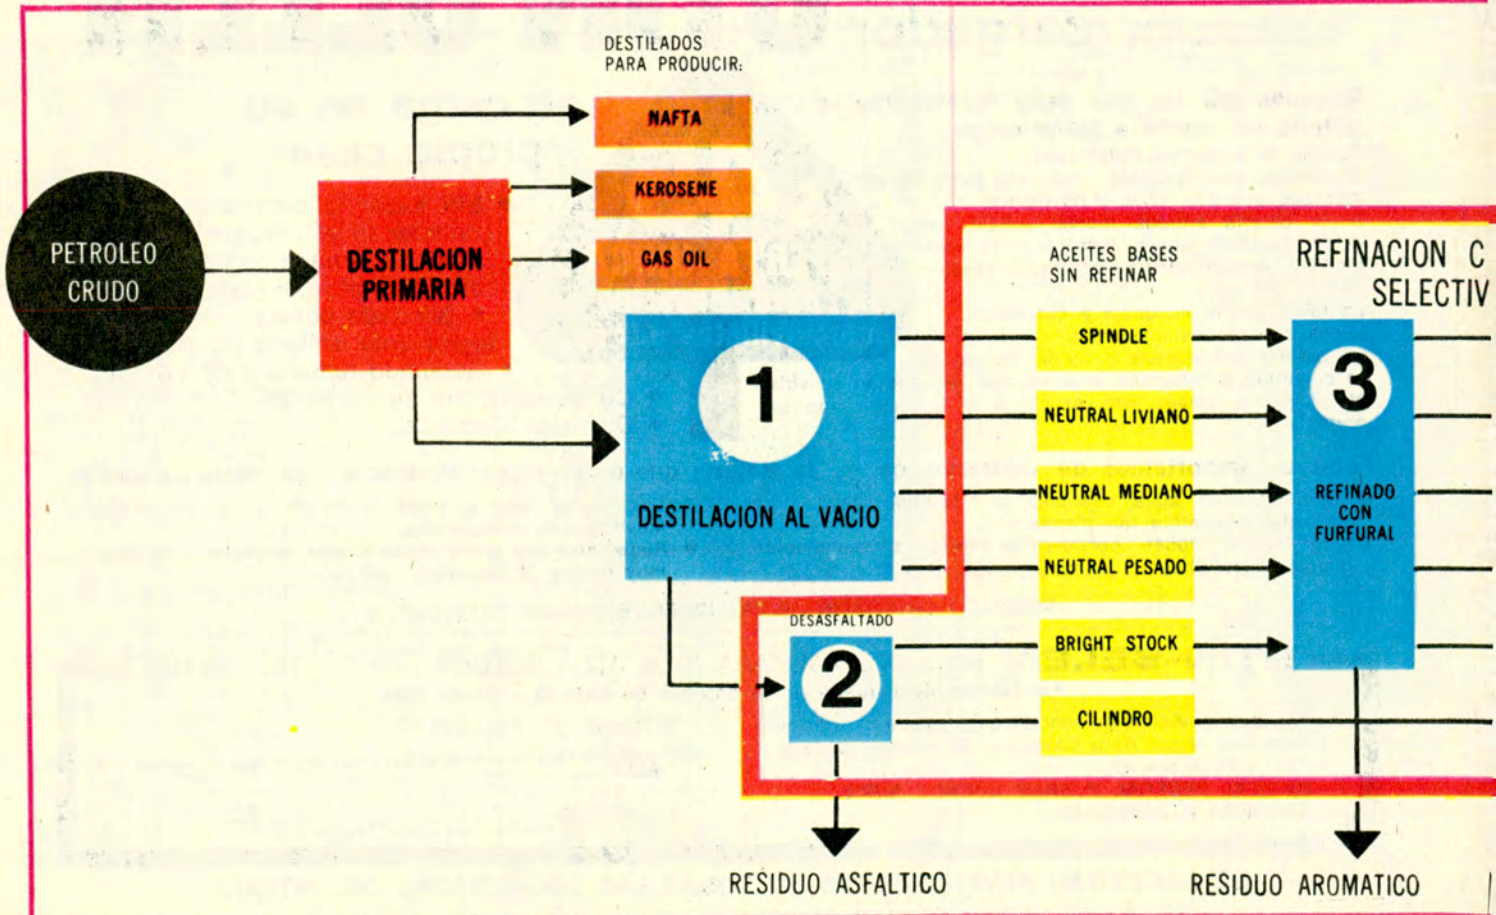 DESTILADOS
PARA PRODUCIR:
NAFTA
KEROSENE
GAS OIL
PETROLEO
CRUDO
DESTILACION
PRIMARIA
1
DESTILACION AL VACIO
DESASFALTADO
2
ACEITES BASES
SIN REFINAR
SPINDLE
NEUTRAL LIVIANO
NEUTRAL MEDIANO
NEUTRAL PESADO
BRIGHT STOCK
CILINDRO
REFINACION C
SELECTIV
3
REFINADO
CON
FURFURAL
RESIDUO ASFALTICO
RESIDUO AROMATICO